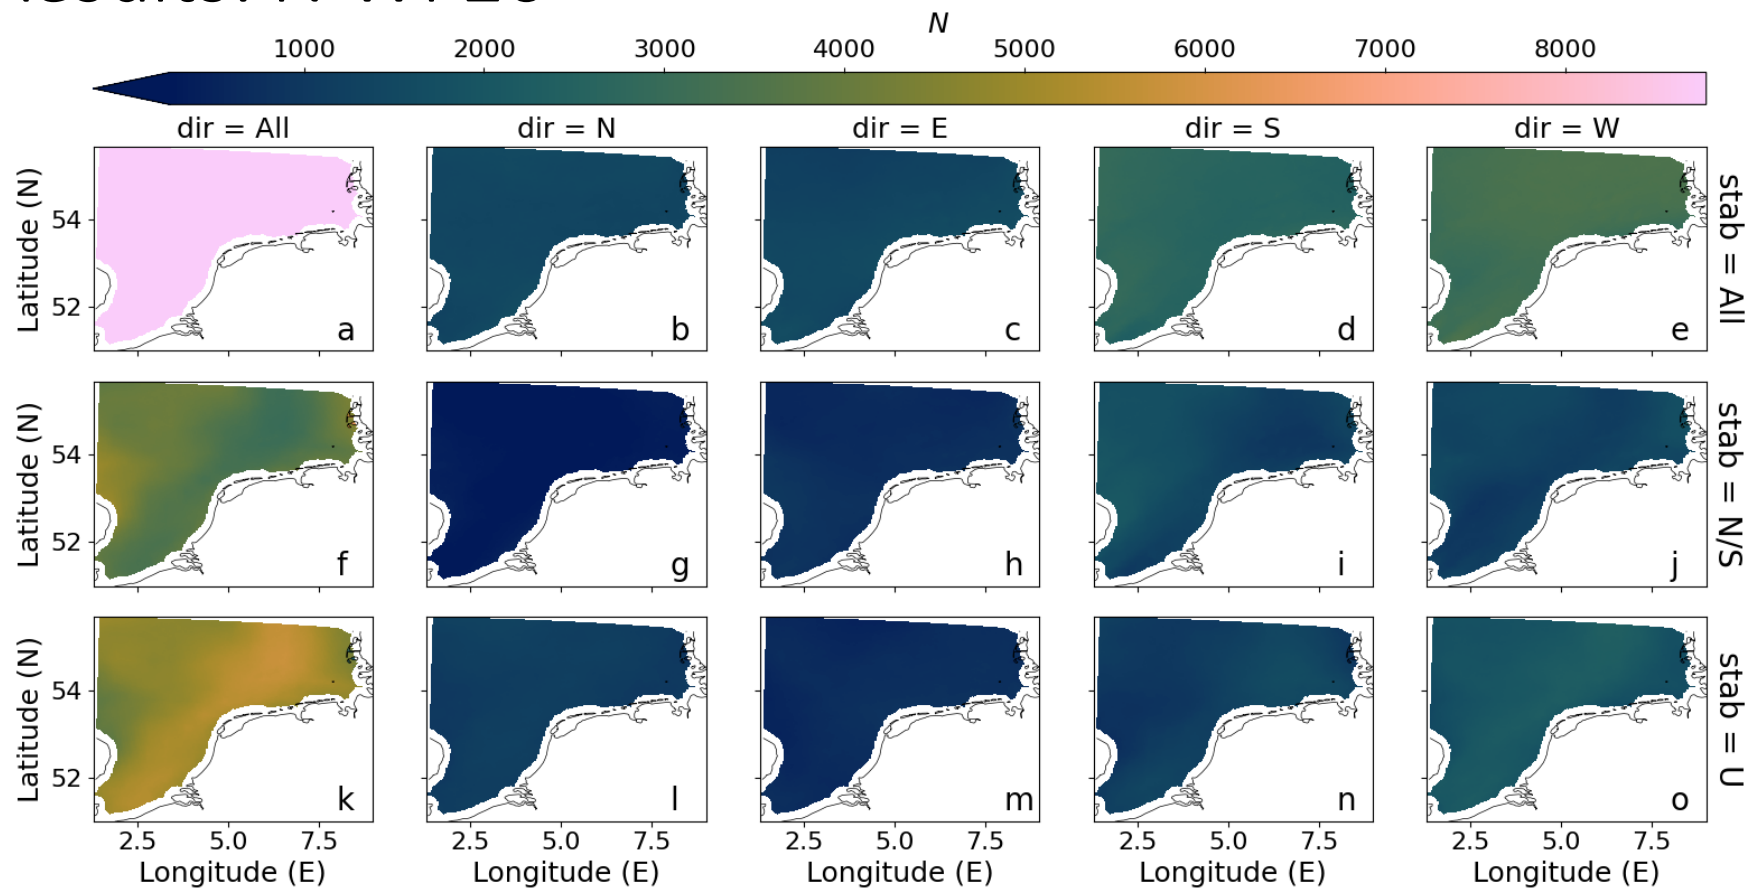 N
1000 2000 3000 4000 5000 6000 7000 8000
dir = All dir = N dir = E dir = S dir = W
Latitude (N)
54
52
a b c d e
stab = All
Latitude (N)
54
52
f g h i j
stab = N/S
Latitude (N)
54
52
k l m n o
stab = U
2.5 5.0 7.5 2.5 5.0 7.5 2.5 5.0 7.5 2.5 5.0 7.5 2.5 5.0 7.5
Longitude (E) Longitude (E) Longitude (E) Longitude (E) Longitude (E)